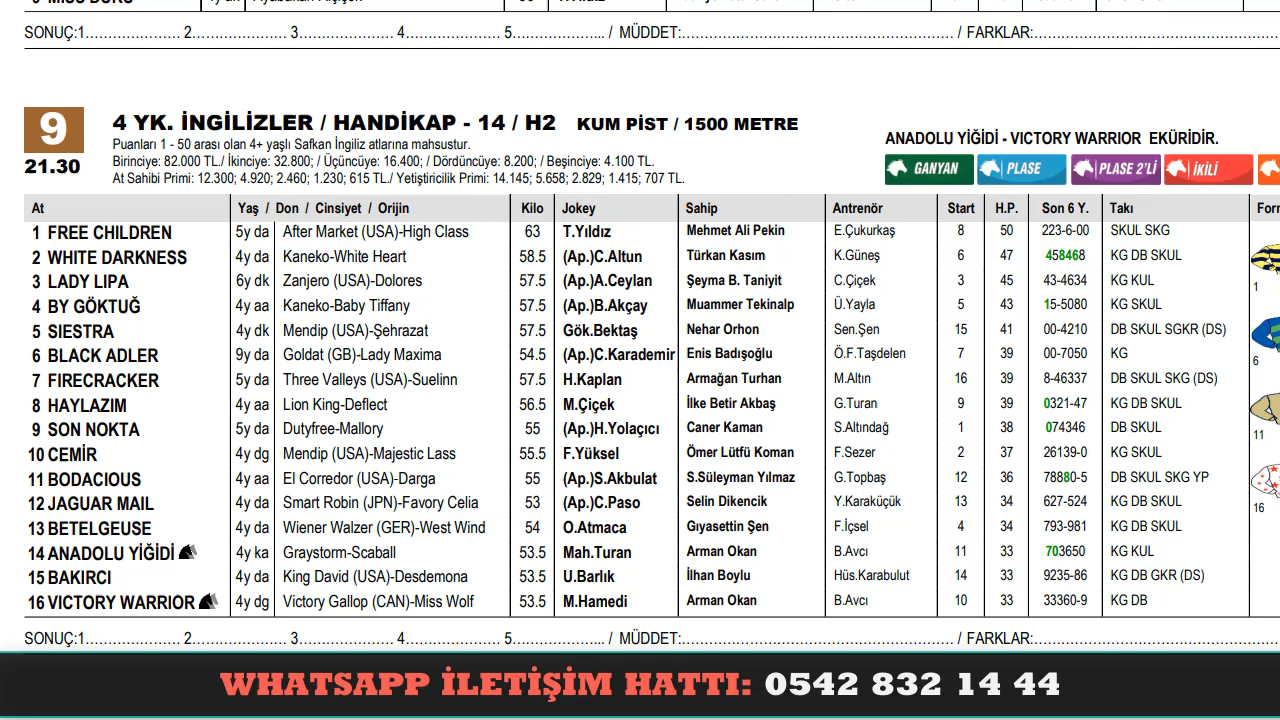 SONUÇ:1…………………… 2…………………… 3…………………… 4…………………… 5………………….... / MÜDDET:……………………………………………………………… / FARKLAR:………………………………………………………
9
21.30
4 YK. İNGİLİZLER / HANDİKAP - 14 / H2 KUM PİST / 1500 METRE
Puanları 1 - 50 arası olan 4+ yaşlı Safkan İngiliz atlarına mahsustur.
Birinciye: 82.000 TL./ İkinciye: 32.800; / Üçüncüye: 16.400; / Dördüncüye: 8.200; / Beşinciye: 4.100 TL.
At Sahibi Primi: 12.300; 4.920; 2.460; 1.230; 615 TL./ Yetiştiricilik Primi: 14.145; 5.658; 2.829; 1.415; 707 TL.
ANADOLU YİĞİDİ - VICTORY WARRIOR EKÜRİDİR.
GANYAN PLASE PLASE 2'Lİ İKİLİ
At Yaş / Don / Cinsiyet / Orijin Kilo Jokey Sahip Antrenör Start H.P. Son 6 Y. Takı
1 FREE CHILDREN 5y da After Market (USA)-High Class 63 T.Yıldız Mehmet Ali Pekin E.Çukurkaş 8 50 223-6-00 SKUL SKG
2 WHITE DARKNESS 4y da Kaneko-White Heart 58.5 (Ap.)C.Altun Türkan Kasım K.Güneş 6 47 458468 KG DB SKUL
3 LADY LIPA 6y dk Zanjero (USA)-Dolores 57.5 (Ap.)A.Ceylan Şeyma B. Taniyit C.Çiçek 3 45 43-4634 KG KUL
4 BY GÖKTUĞ 4y aa Kaneko-Baby Tiffany 57.5 (Ap.)B.Akçay Muammer Tekinalp Ü.Yayla 5 43 15-5080 KG SKUL
5 SIESTRA 4y dk Mendip (USA)-Şehrazat 57.5 Gök.Bektaş Nehar Orhon Sen.Şen 15 41 00-4210 DB SKUL SGKR (DS)
6 BLACK ADLER 9y da Goldat (GB)-Lady Maxima 54.5 (Ap.)C.Karademir Enis Badışoğlu Ö.F.Taşdelen 7 39 00-7050 KG
7 FIRECRACKER 5y da Three Valleys (USA)-Suelinn 57.5 H.Kaplan Armağan Turhan M.Altın 16 39 8-46337 DB SKUL SKG (DS)
8 HAYLAZIM 4y aa Lion King-Deflect 56.5 M.Çiçek İlke Betir Akbaş G.Turan 9 39 0321-47 KG DB SKUL
9 SON NOKTA 5y da Dutyfree-Mallory 55 (Ap.)H.Yolaçıcı Caner Kaman S.Altındağ 1 38 074346 DB SKUL
10 CEMİR 4y dg Mendip (USA)-Majestic Lass 55.5 F.Yüksel Ömer Lütfü Koman F.Sezer 2 37 26139-0 KG SKUL
11 BODACIOUS 4y aa El Corredor (USA)-Darga 55 (Ap.)S.Akbulat S.Süleyman Yılmaz G.Topbaş 12 36 78880-5 DB SKUL SKG YP
12 JAGUAR MAIL 4y da Smart Robin (JPN)-Favory Celia 53 (Ap.)C.Paso Selin Dikencik Y.Karaküçük 13 34 627-524 KG DB SKUL
13 BETELGEUSE 4y da Wiener Walzer (GER)-West Wind 54 O.Atmaca Gıyasettin Şen F.İçsel 4 34 793-981 KG DB SKUL
14 ANADOLU YİĞİDİ 4y ka Graystorm-Scaball 53.5 Mah.Turan Arman Okan B.Avcı 11 33 703650 KG KUL
15 BAKIRCI 4y da King David (USA)-Desdemona 53.5 U.Barlık İlhan Boylu Hüs.Karabulut 14 33 9235-86 KG DB GKR (DS)
16 VICTORY WARRIOR 4y dg Victory Gallop (CAN)-Miss Wolf 53.5 M.Hamedi Arman Okan B.Avcı 10 33 33360-9 KG DB
1
6
11
16
SONUÇ:1…………………… 2…………………… 3…………………… 4…………………… 5………………….... / MÜDDET:……………………………………………………………… / FARKLAR:………………………………………………………
WHATSAPP İLETİŞİM HATTI: 0542 832 14 44